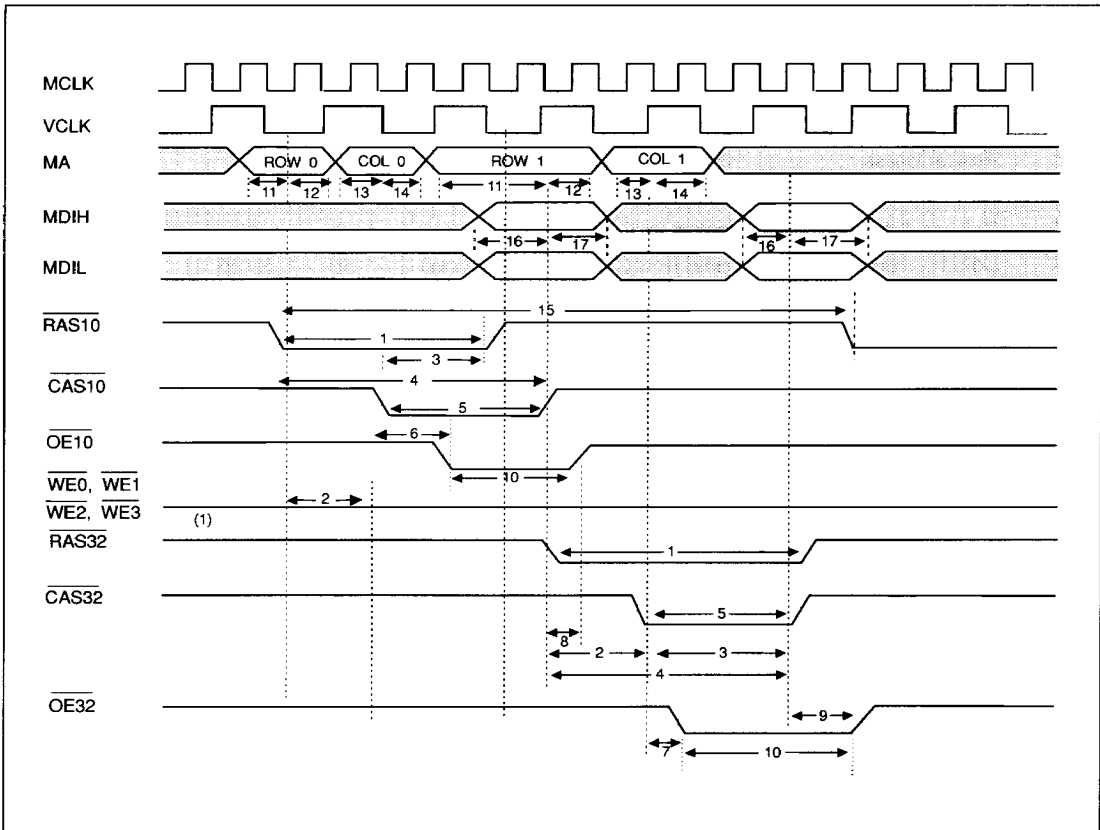 MCLK
VCLK
MA ROW 0 COL 0 ROW 1 COL 1
11 12 13 14 11 12 13 14
MDIH
16 17 16 17
MDIL
15
RAS10
1
3
4
CAS10
5
6
OE10
10
WE0, WE1
2
WE2, WE3
(1)
RAS32
1
CAS32
5
8
2 3
4
OE32
9
7
10